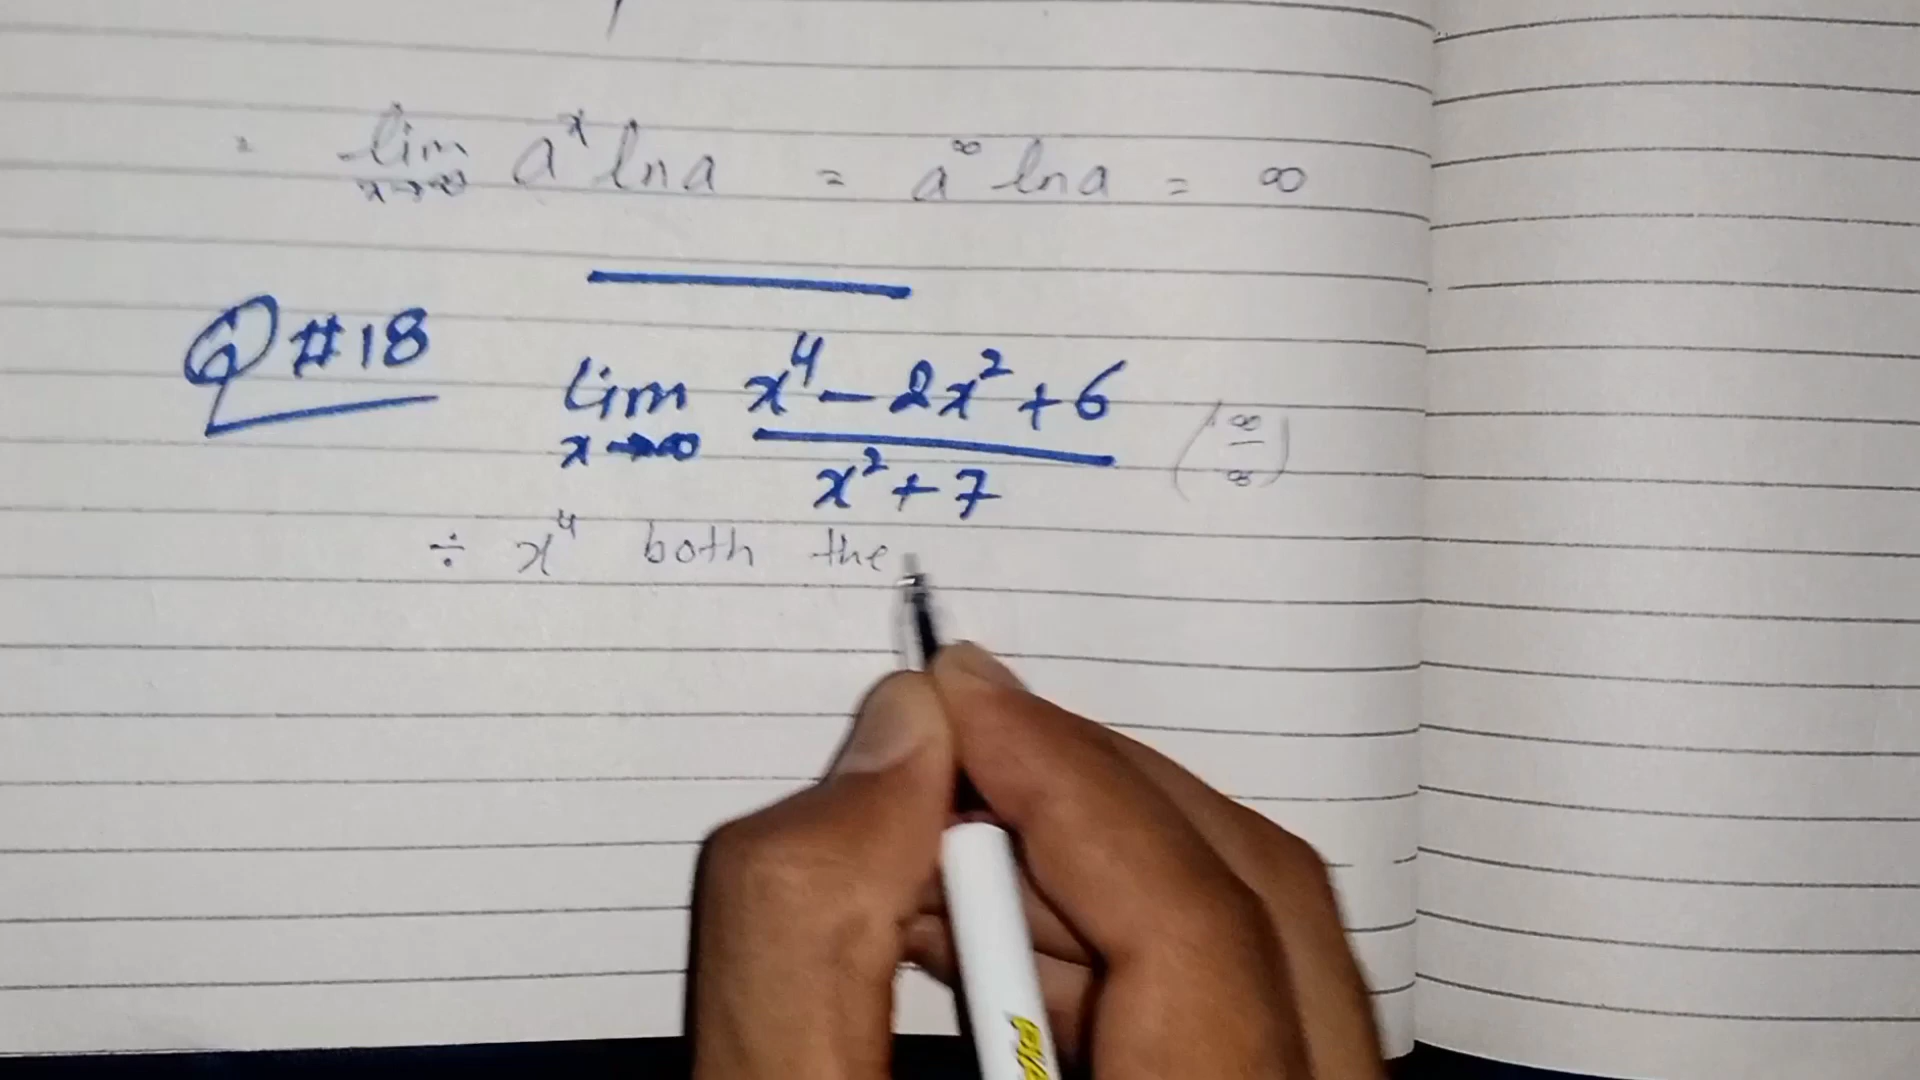 = lim x→∞ a^x ln a = a^∞ ln a = ∞
Q#18
lim x→∞ (x^4 - 2x^2 + 6)/(x^2 + 7) (∞/∞)
÷ x^4 both the